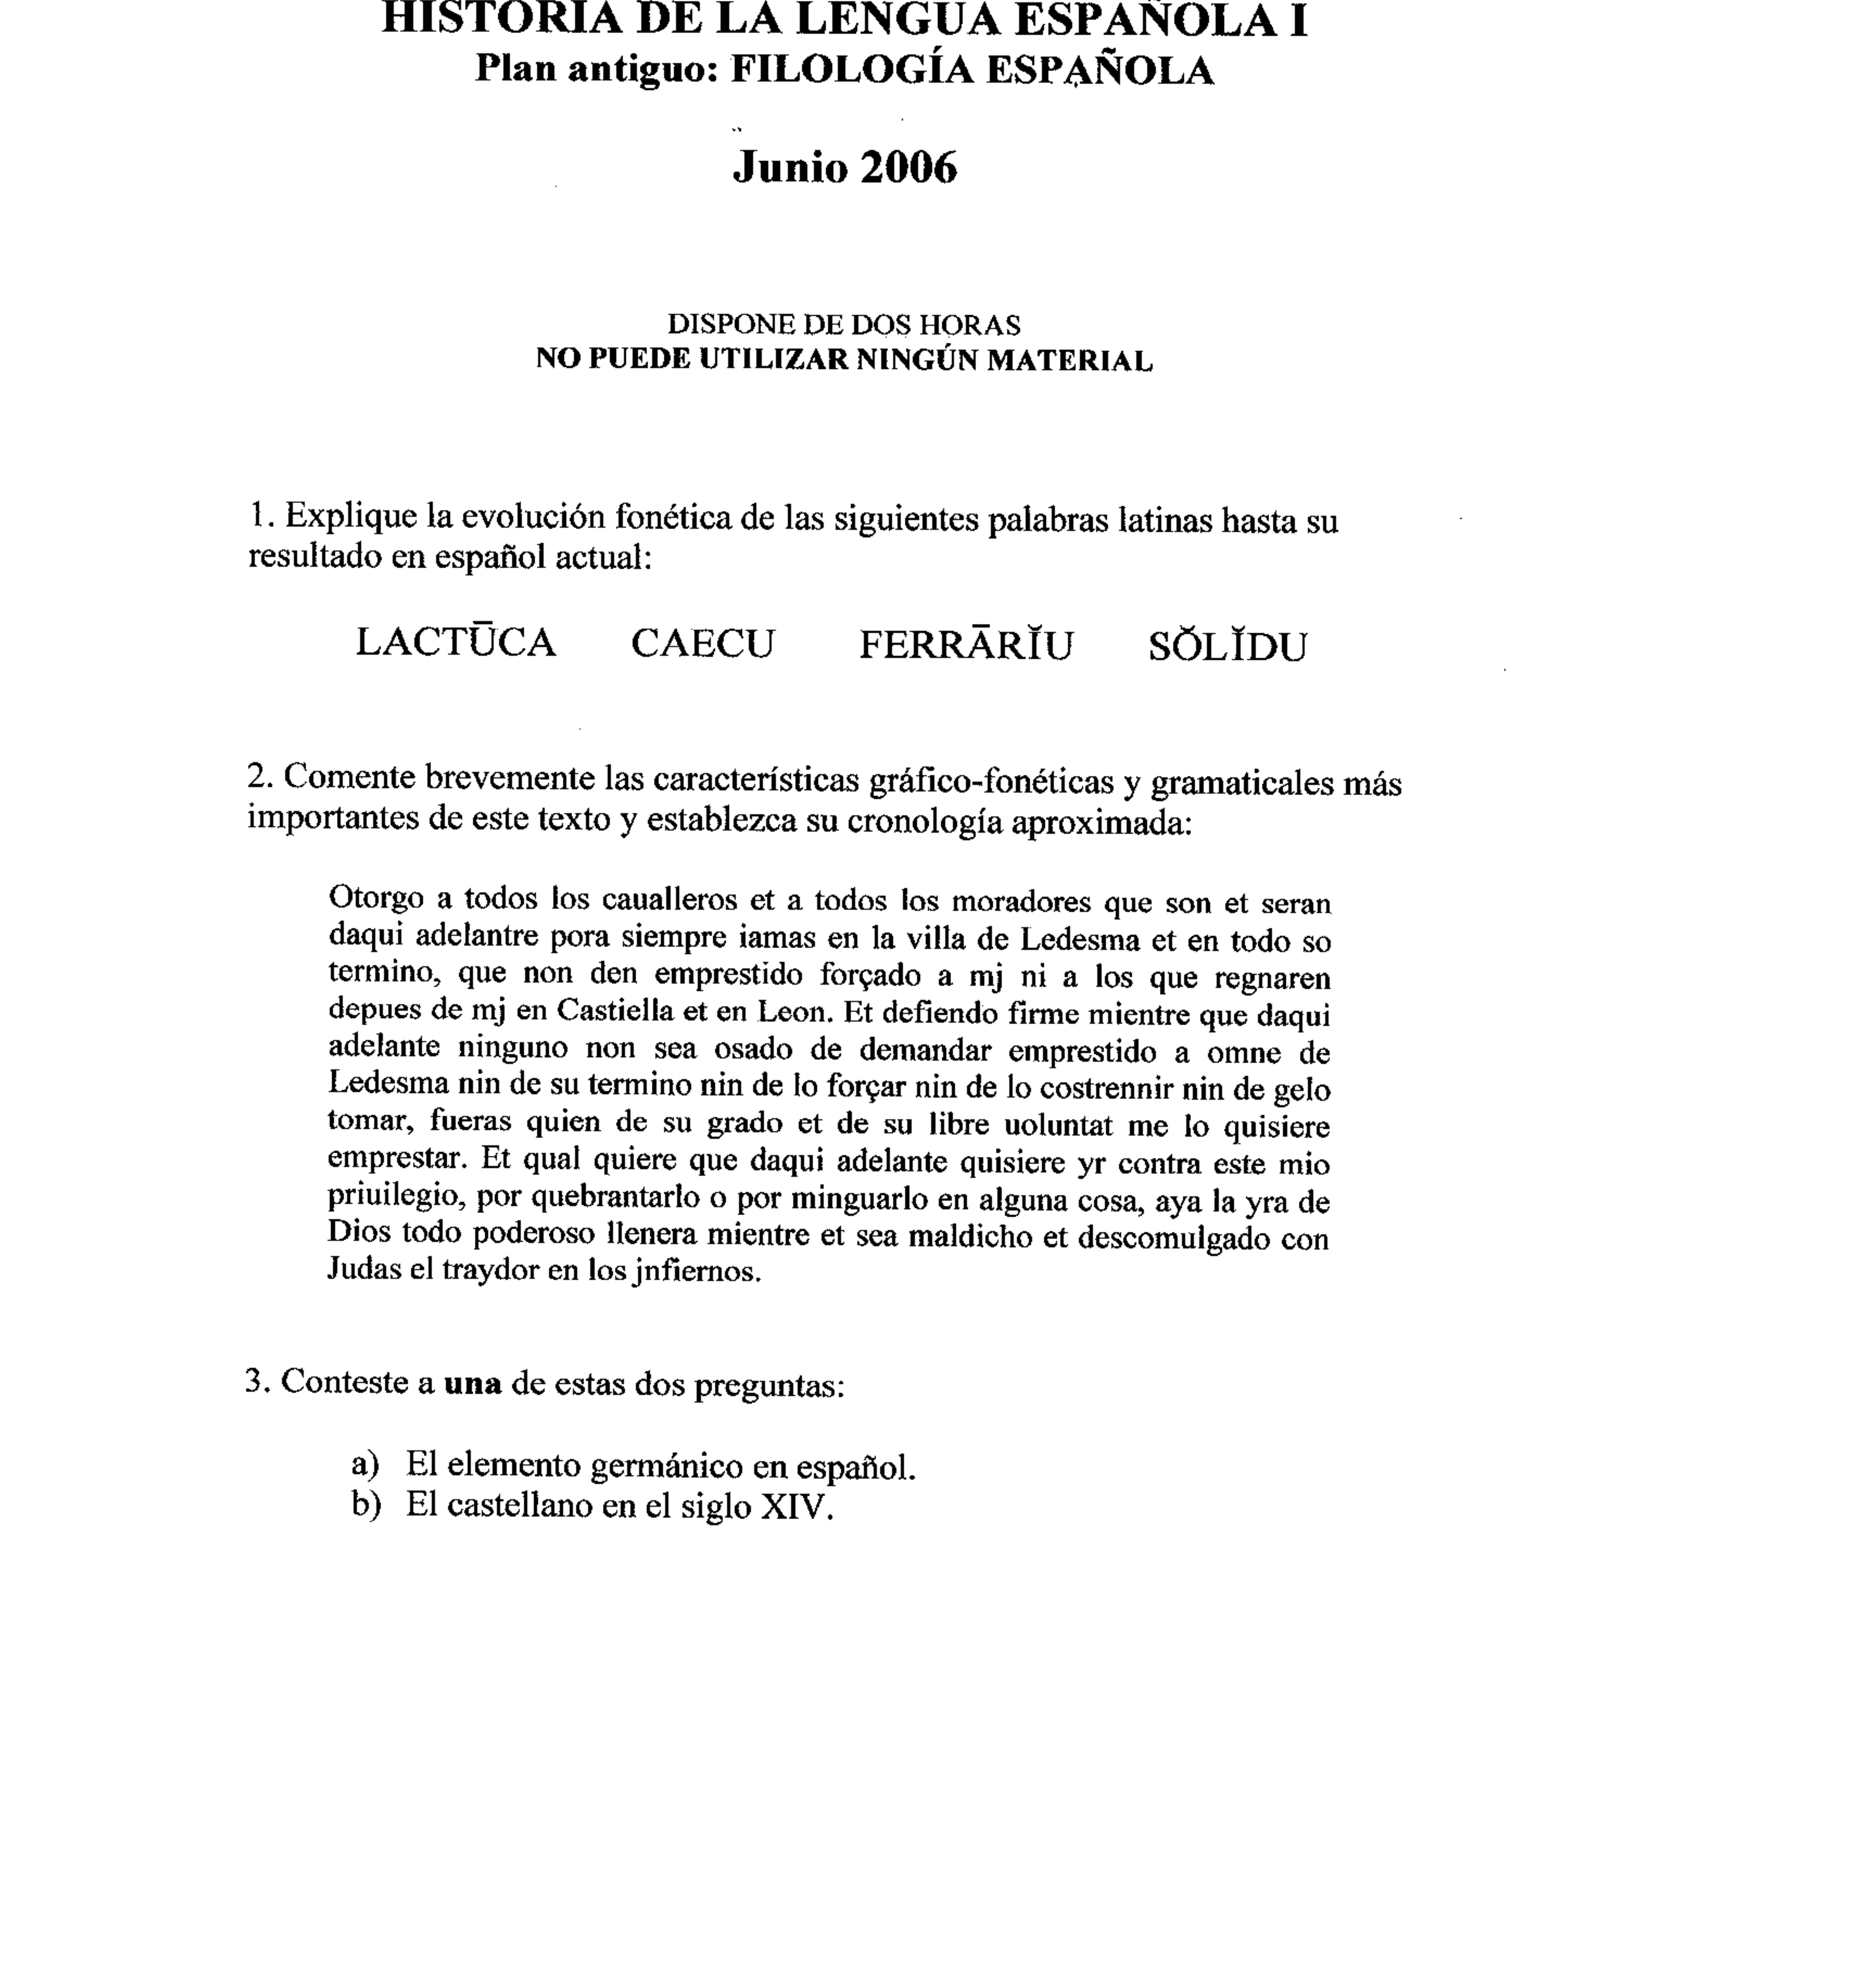 HISTORIA DE LA LENGUA ESPAÑOLA I
Plan antiguo: FILOLOGÍA ESPAÑOLA
Junio 2006
DISPONE DE DOS HORAS
NO PUEDE UTILIZAR NINGÚN MATERIAL
1. Explique la evolución fonética de las siguientes palabras latinas hasta su
resultado en español actual:
LACTŪCA CAECU FERRĀRĬU SŎLĬDU
2. Comente brevemente las características gráfico-fonéticas y gramaticales más
importantes de este texto y establezca su cronología aproximada:
Otorgo a todos los caualleros et a todos los moradores que son et seran
daqui adelantre pora siempre iamas en la villa de Ledesma et en todo so
termino, que non den emprestido forçado a mj ni a los que regnaren
depues de mj en Castiella et en Leon. Et defiendo firme mientre que daqui
adelante ninguno non sea osado de demandar emprestido a omne de
Ledesma nin de su termino nin de lo forçar nin de lo costrennir nin de gelo
tomar, fueras quien de su grado et de su libre uoluntat me lo quisiere
emprestar. Et qual quiere que daqui adelante quisiere yr contra este mio
priuilegio, por quebrantarlo o por minguarlo en alguna cosa, aya la yra de
Dios todo poderoso llenera mientre et sea maldicho et descomulgado con
Judas el traydor en los jnfiernos.
3. Conteste a una de estas dos preguntas:
a) El elemento germánico en español.
b) El castellano en el siglo XIV.